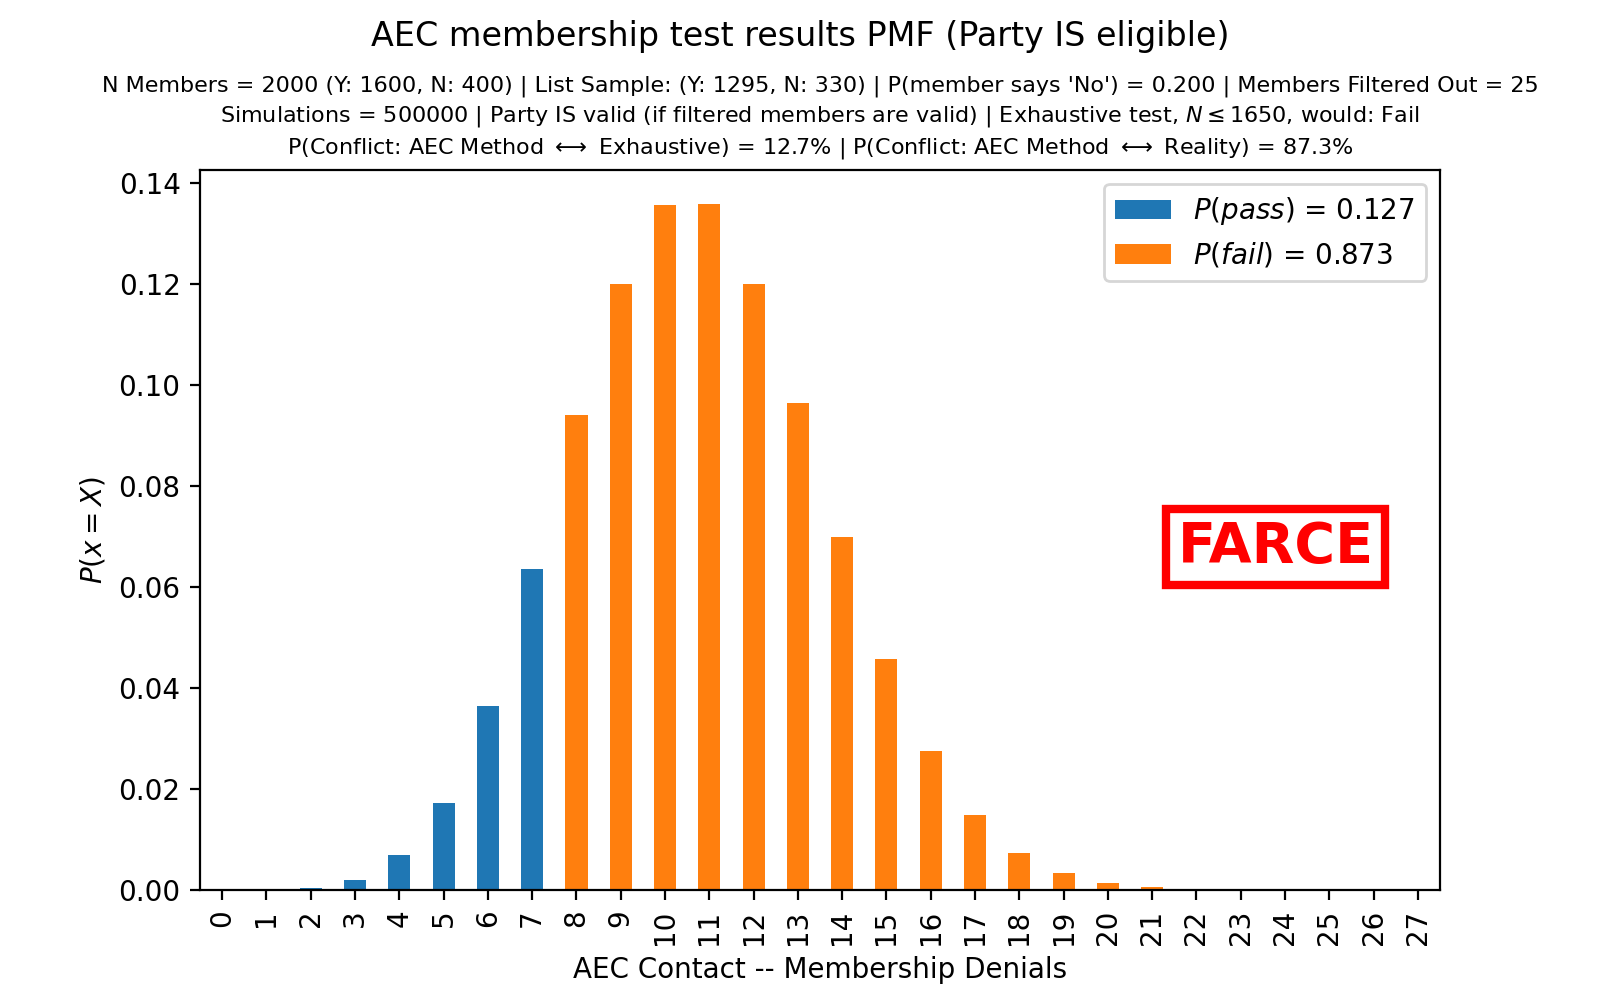 AEC membership test results PMF (Party IS eligible)
N Members = 2000 (Y: 1600, N: 400) | List Sample: (Y: 1295, N: 330) | P(member says 'No') = 0.200 | Members Filtered Out = 25
Simulations = 500000 | Party IS valid (if filtered members are valid) | Exhaustive test, N ≤ 1650, would: Fail
P(Conflict: AEC Method ⟷ Exhaustive) = 12.7% | P(Conflict: AEC Method ⟷ Reality) = 87.3%
P(pass) = 0.127
P(fail) = 0.873
FARCE
P(x = X)
0.14
0.12
0.10
0.08
0.06
0.04
0.02
0.00
0 1 2 3 4 5 6 7 8 9 10 11 12 13 14 15 16 17 18 19 20 21 22 23 24 25 26 27
AEC Contact -- Membership Denials